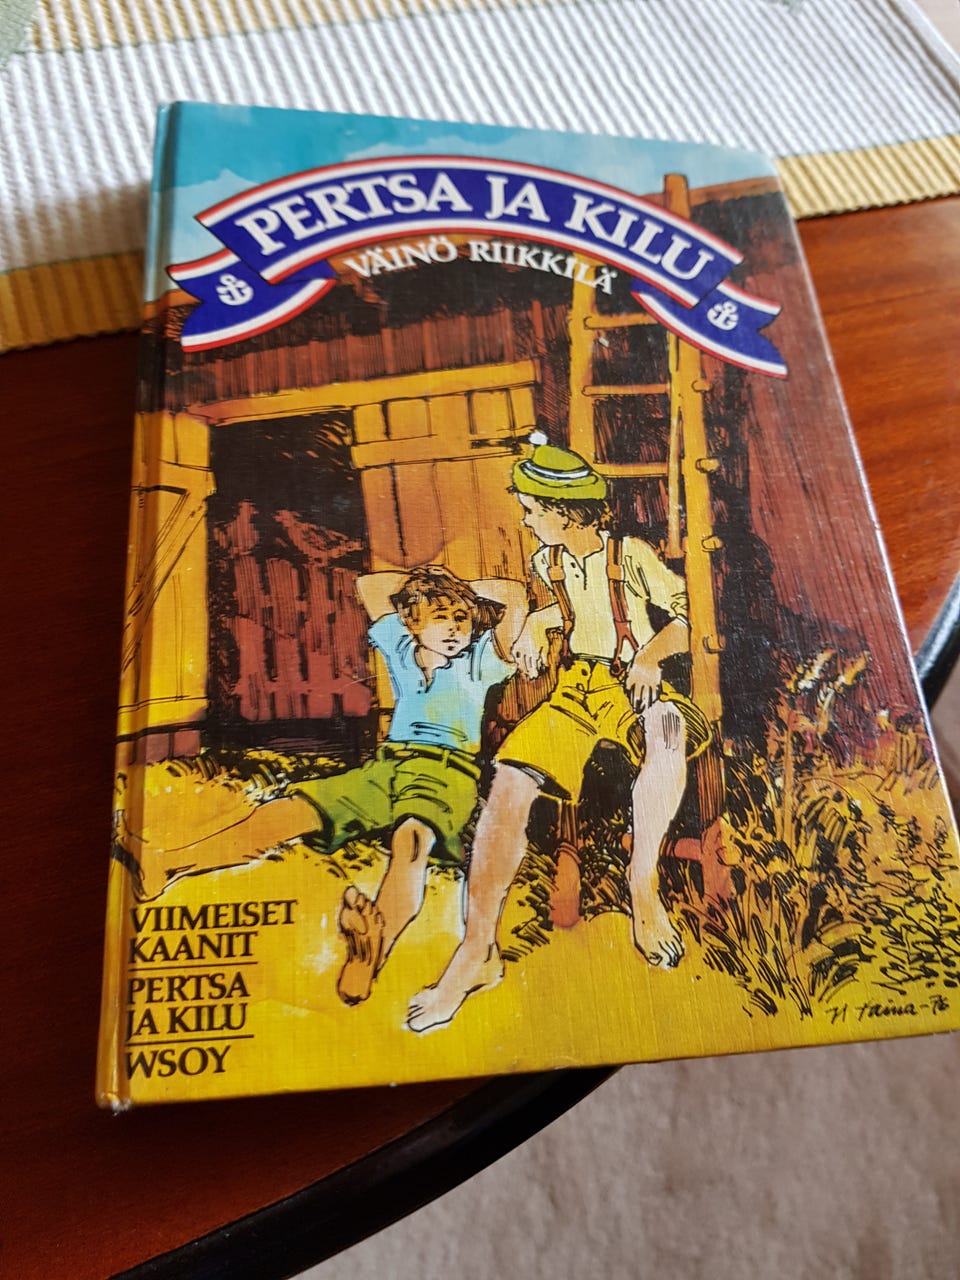 PERTSA JA KILU
VÄINÖ RIIKKILÄ
VIIMEISET
KAANIT
PERTSA
JA KILU
WSOY